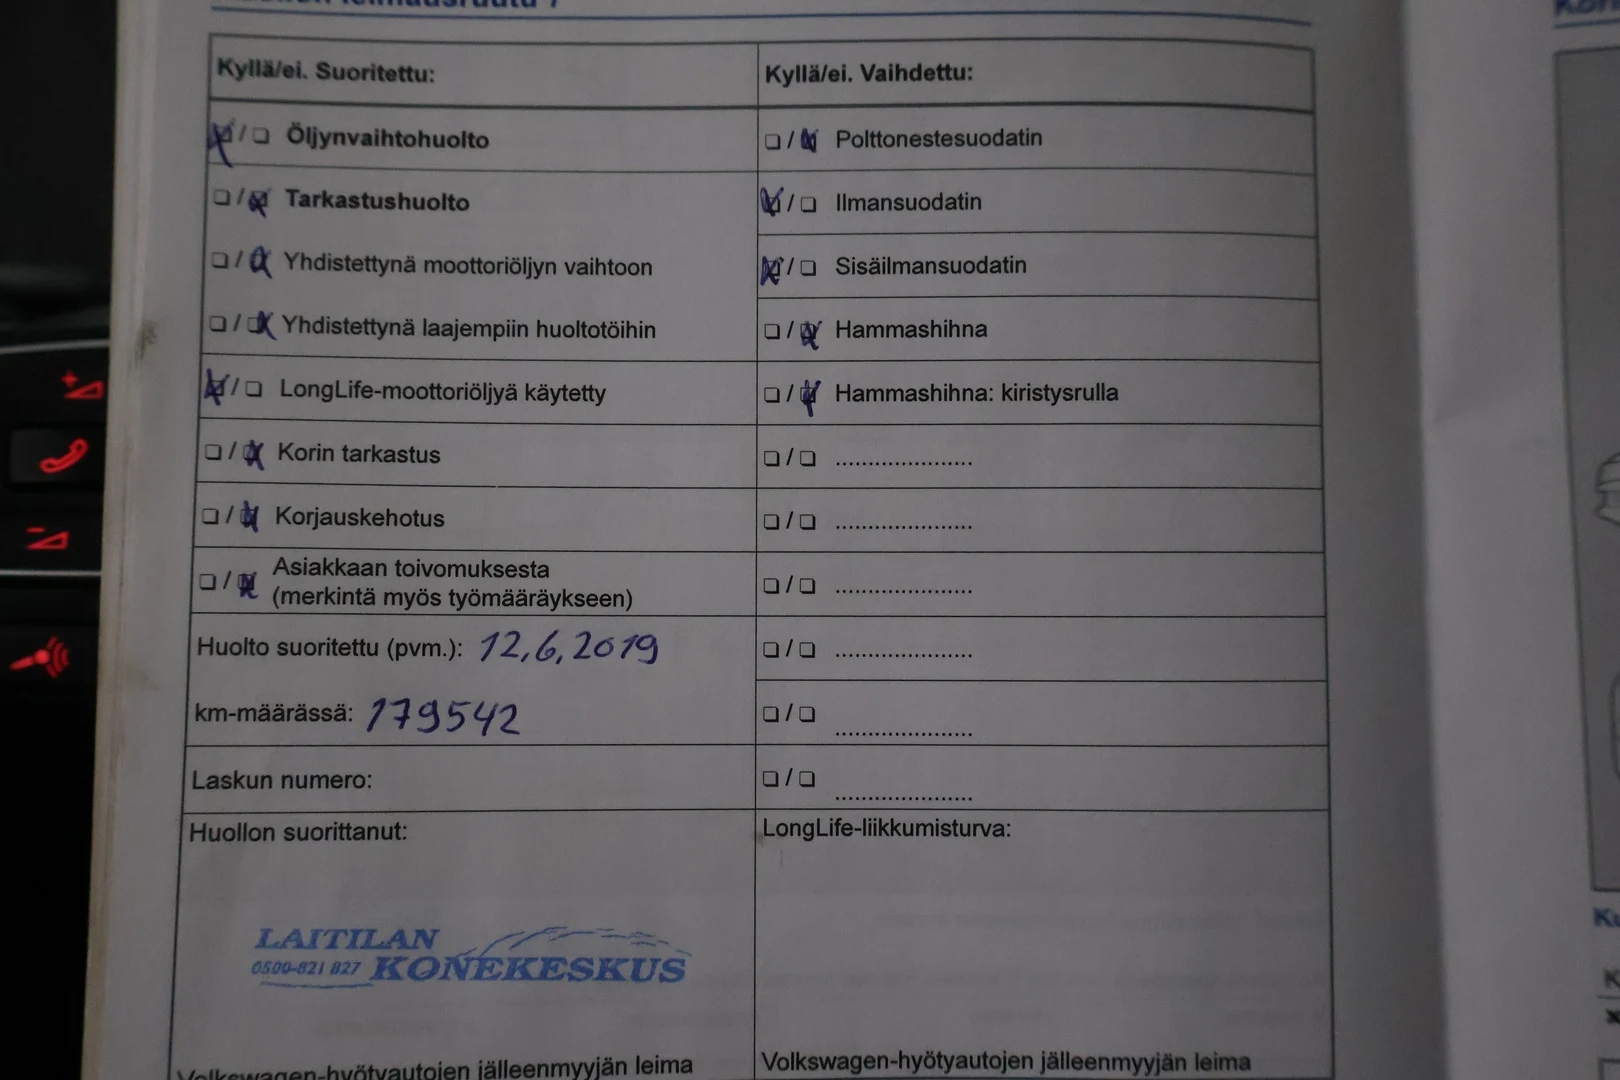 Kyllä/ei. Suoritettu:
Öljynvaihtohuolto
Tarkastushuolto
Yhdistettynä moottoriöljyn vaihtoon
Yhdistettynä laajempiin huoltotöihin
LongLife-moottoriöljyä käytetty
Korin tarkastus
Korjauskehotus
Asiakkaan toivomuksesta
(merkintä myös työmääräykseen)
Huolto suoritettu (pvm.): 12,6,2019
km-määrässä: 179542
Laskun numero:
Huollon suorittanut:
LAITILAN
0500-821 827 KONEKESKUS
Volkswagen-hyötyautojen jälleenmyyjän leima
Kyllä/ei. Vaihdettu:
Polttonestesuodatin
Ilmansuodatin
Sisäilmansuodatin
Hammashihna
Hammashihna: kiristysrulla
LongLife-liikkumisturva:
Volkswagen-hyötyautojen jälleenmyyjän leima